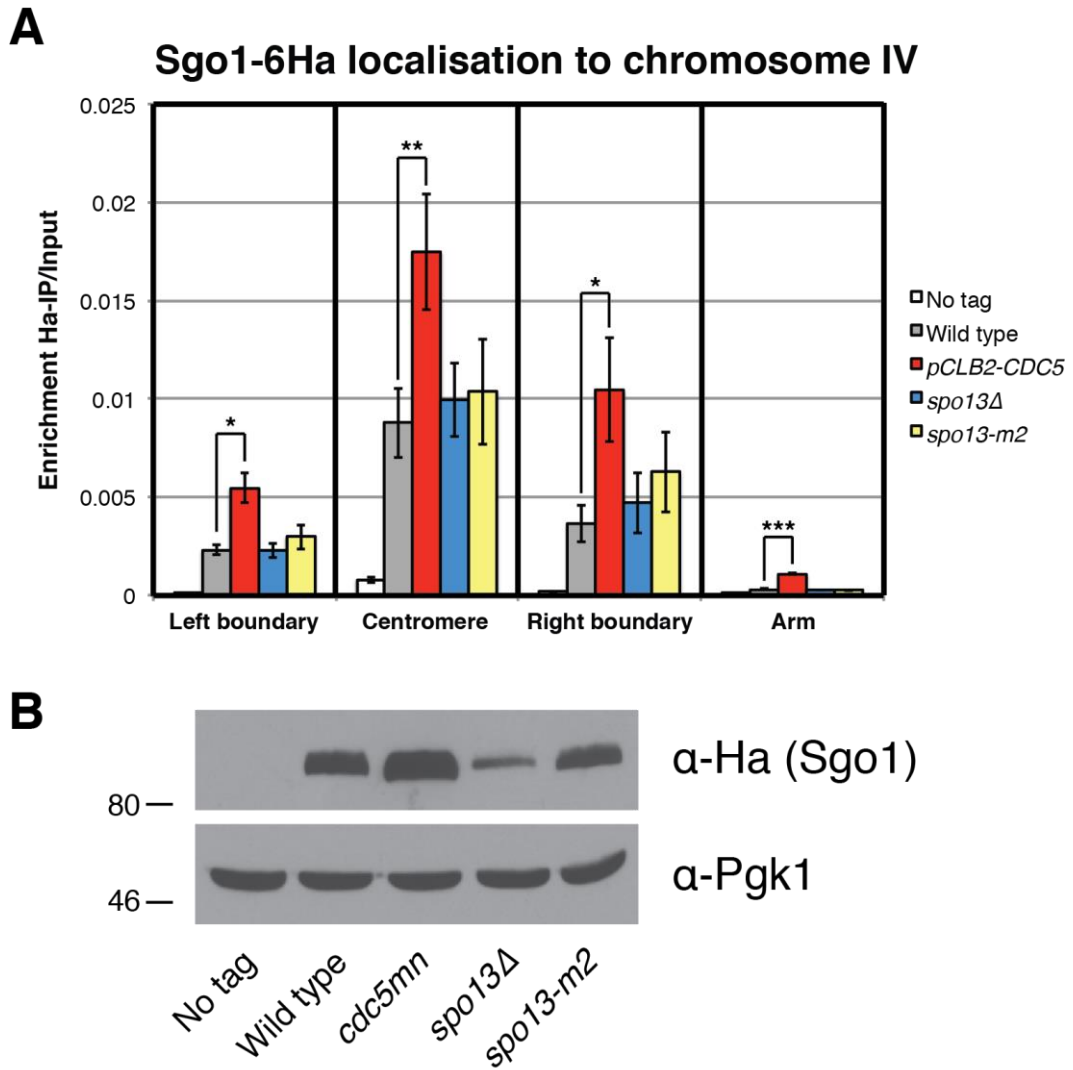 A
Sgo1-6Ha localisation to chromosome IV
Enrichment Ha-IP/Input
0.025
0.02
0.015
0.01
0.005
0
*
**
*
***
Left boundary
Centromere
Right boundary
Arm
No tag
Wild type
pCLB2-CDC5
spo13Δ
spo13-m2
B
80
46
α-Ha (Sgo1)
α-Pgk1
No tag
Wild type
cdc5mn
spo13Δ
spo13-m2